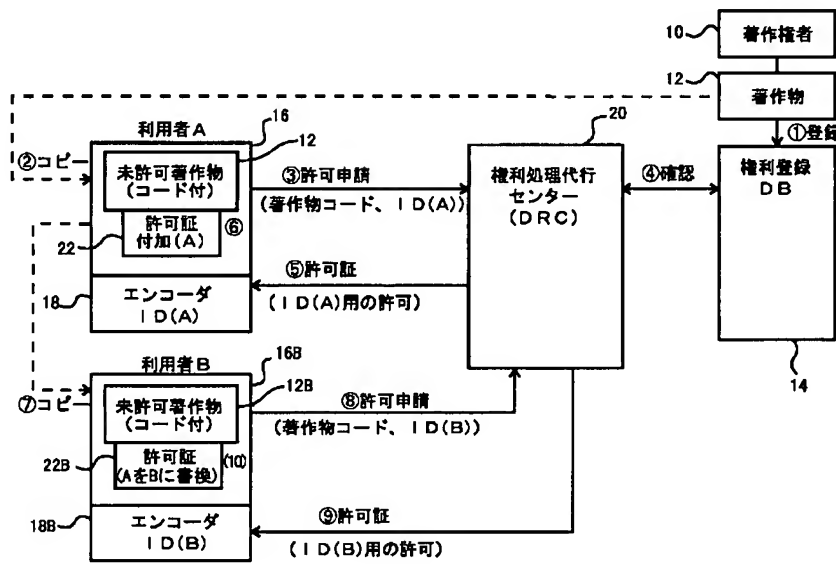 10
著作権者
12
著作物
①登録
権利登録
DB
14
20
権利処理代行
センター
(DRC)
④確認
利用者A
16
12
②コピー
未許可著作物
(コード付)
許可証
付加(A)
⑥
22
18
エンコーダ
ID(A)
③許可申請
(著作物コード、ID(A))
⑤許可証
(ID(A)用の許可)
利用者B
16B
12B
⑦コピー
未許可著作物
(コード付)
許可証
(AをBに書換)
(10)
22B
18B
エンコーダ
ID(B)
⑧許可申請
(著作物コード、ID(B))
⑨許可証
(ID(B)用の許可)